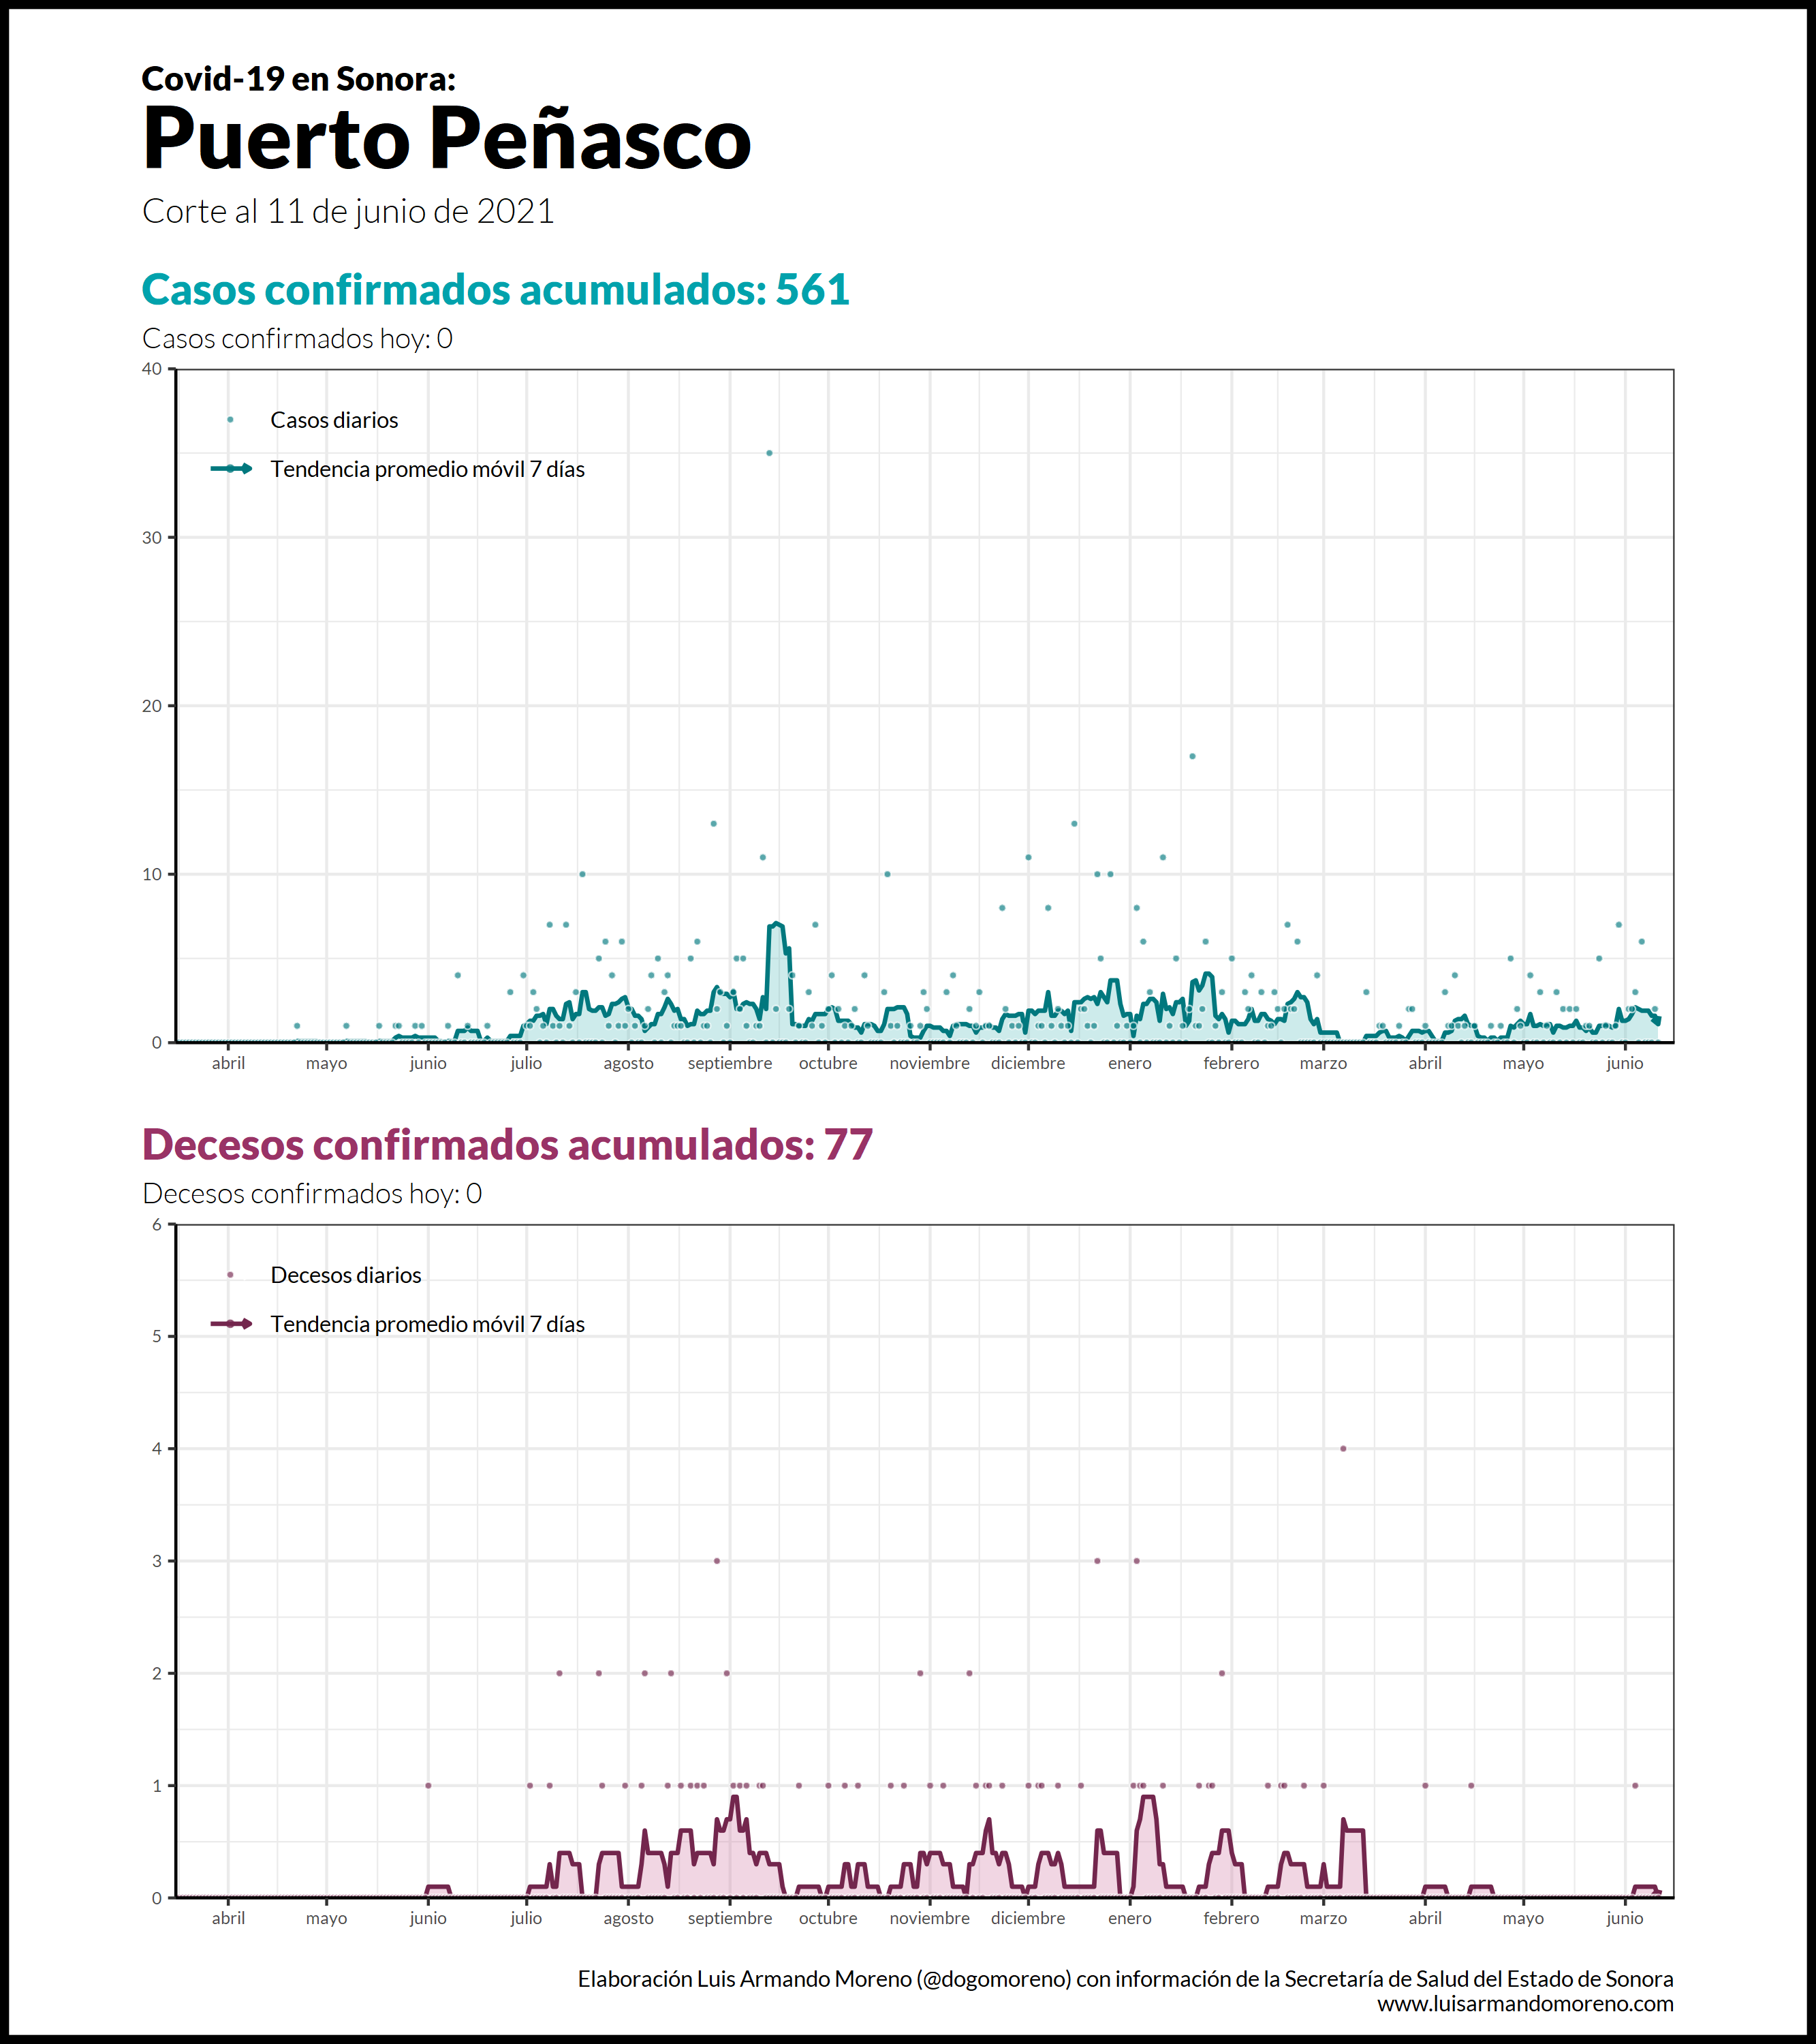 Covid-19 en Sonora:
Puerto Peñasco
Corte al 11 de junio de 2021
Casos confirmados acumulados: 561
Casos confirmados hoy: 0
40
Casos diarios
Tendencia promedio móvil 7 días
30
20
10
0
abril mayo junio julio agosto septiembre octubre noviembre diciembre enero febrero marzo abril mayo junio
Decesos confirmados acumulados: 77
Decesos confirmados hoy: 0
6
Decesos diarios
Tendencia promedio móvil 7 días
5
4
3
2
1
0
abril mayo junio julio agosto septiembre octubre noviembre diciembre enero febrero marzo abril mayo junio
Elaboración Luis Armando Moreno (@dogomoreno) con información de la Secretaría de Salud del Estado de Sonora
www.luisarmandomoreno.com